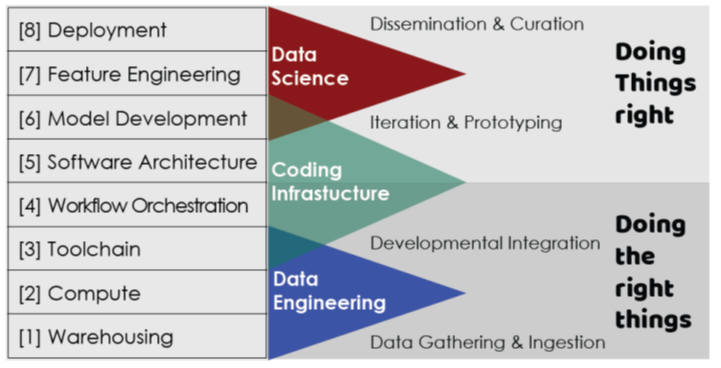 [8] Deployment
[7] Feature Engineering
[6] Model Development
[5] Software Architecture
[4] Workflow Orchestration
[3] Toolchain
[2] Compute
[1] Warehousing
Data
Science
Coding
Infrastucture
Data
Engineering
Dissemination & Curation
Iteration & Prototyping
Developmental Integration
Data Gathering & Ingestion
Doing
Things
right
Doing
the
right
things